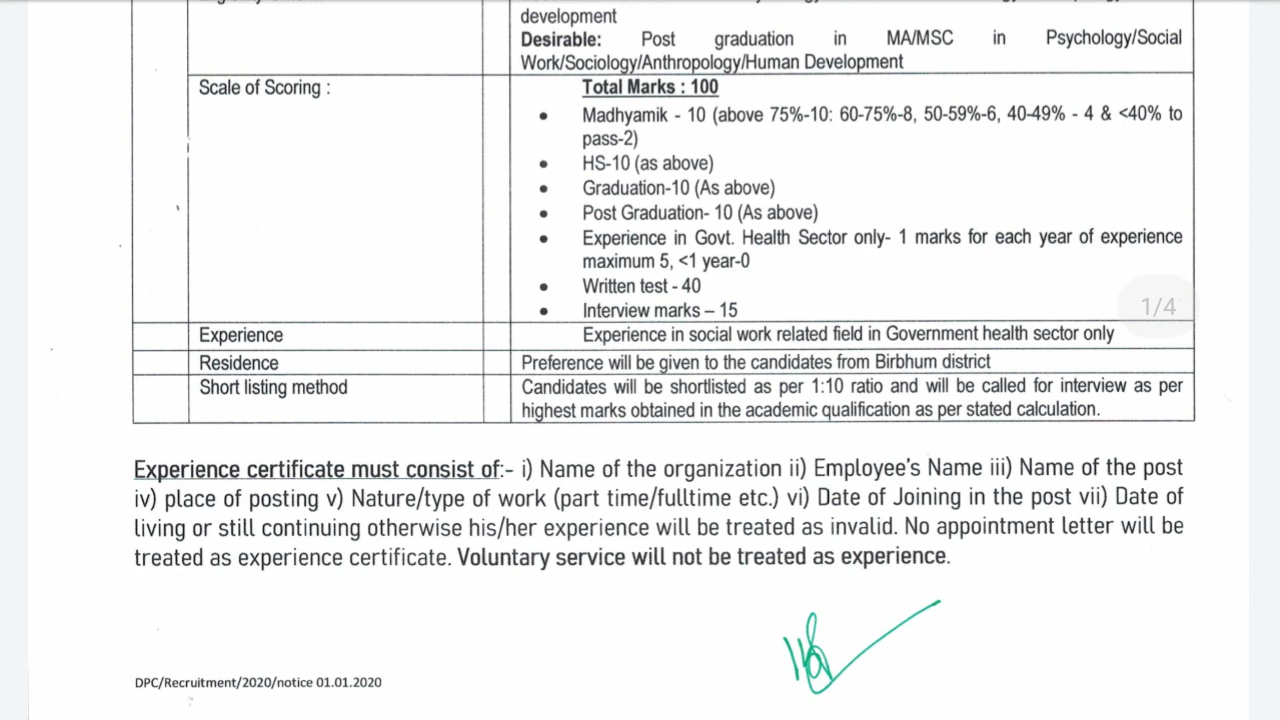 development
Desirable: Post graduation in MA/MSC in Psychology/Social
Work/Sociology/Anthropology/Human Development
Scale of Scoring :
Total Marks : 100
• Madhyamik - 10 (above 75%-10: 60-75%-8, 50-59%-6, 40-49% - 4 & <40% to
pass-2)
• HS-10 (as above)
• Graduation-10 (As above)
• Post Graduation- 10 (As above)
• Experience in Govt. Health Sector only- 1 marks for each year of experience
maximum 5, <1 year-0
• Written test - 40
• Interview marks – 15
1/4
Experience
Experience in social work related field in Government health sector only
Residence
Preference will be given to the candidates from Birbhum district
Short listing method
Candidates will be shortlisted as per 1:10 ratio and will be called for interview as per
highest marks obtained in the academic qualification as per stated calculation.
Experience certificate must consist of:- i) Name of the organization ii) Employee's Name iii) Name of the post
iv) place of posting v) Nature/type of work (part time/fulltime etc.) vi) Date of Joining in the post vii) Date of
living or still continuing otherwise his/her experience will be treated as invalid. No appointment letter will be
treated as experience certificate. Voluntary service will not be treated as experience.
DPC/Recruitment/2020/notice 01.01.2020